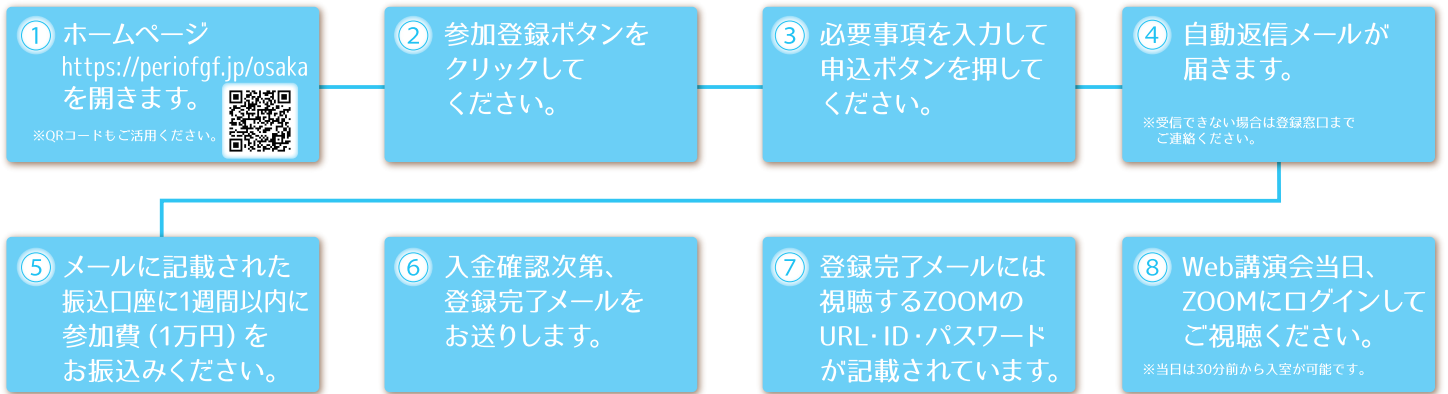 ① ホームページ
https://periofgf.jp/osaka
を開きます。
※QRコードもご活用ください。
② 参加登録ボタンを
クリックして
ください。
③ 必要事項を入力して
申込ボタンを押して
ください。
④ 自動返信メールが
届きます。
※受信できない場合は登録窓口まで
ご連絡ください。
⑤ メールに記載された
振込口座に1週間以内に
参加費（1万円）を
お振込みください。
⑥ 入金確認次第、
登録完了メールを
お送りします。
⑦ 登録完了メールには
視聴するZOOMの
URL・ID・パスワード
が記載されています。
⑧ Web講演会当日、
ZOOMにログインして
ご視聴ください。
※当日は30分前から入室が可能です。